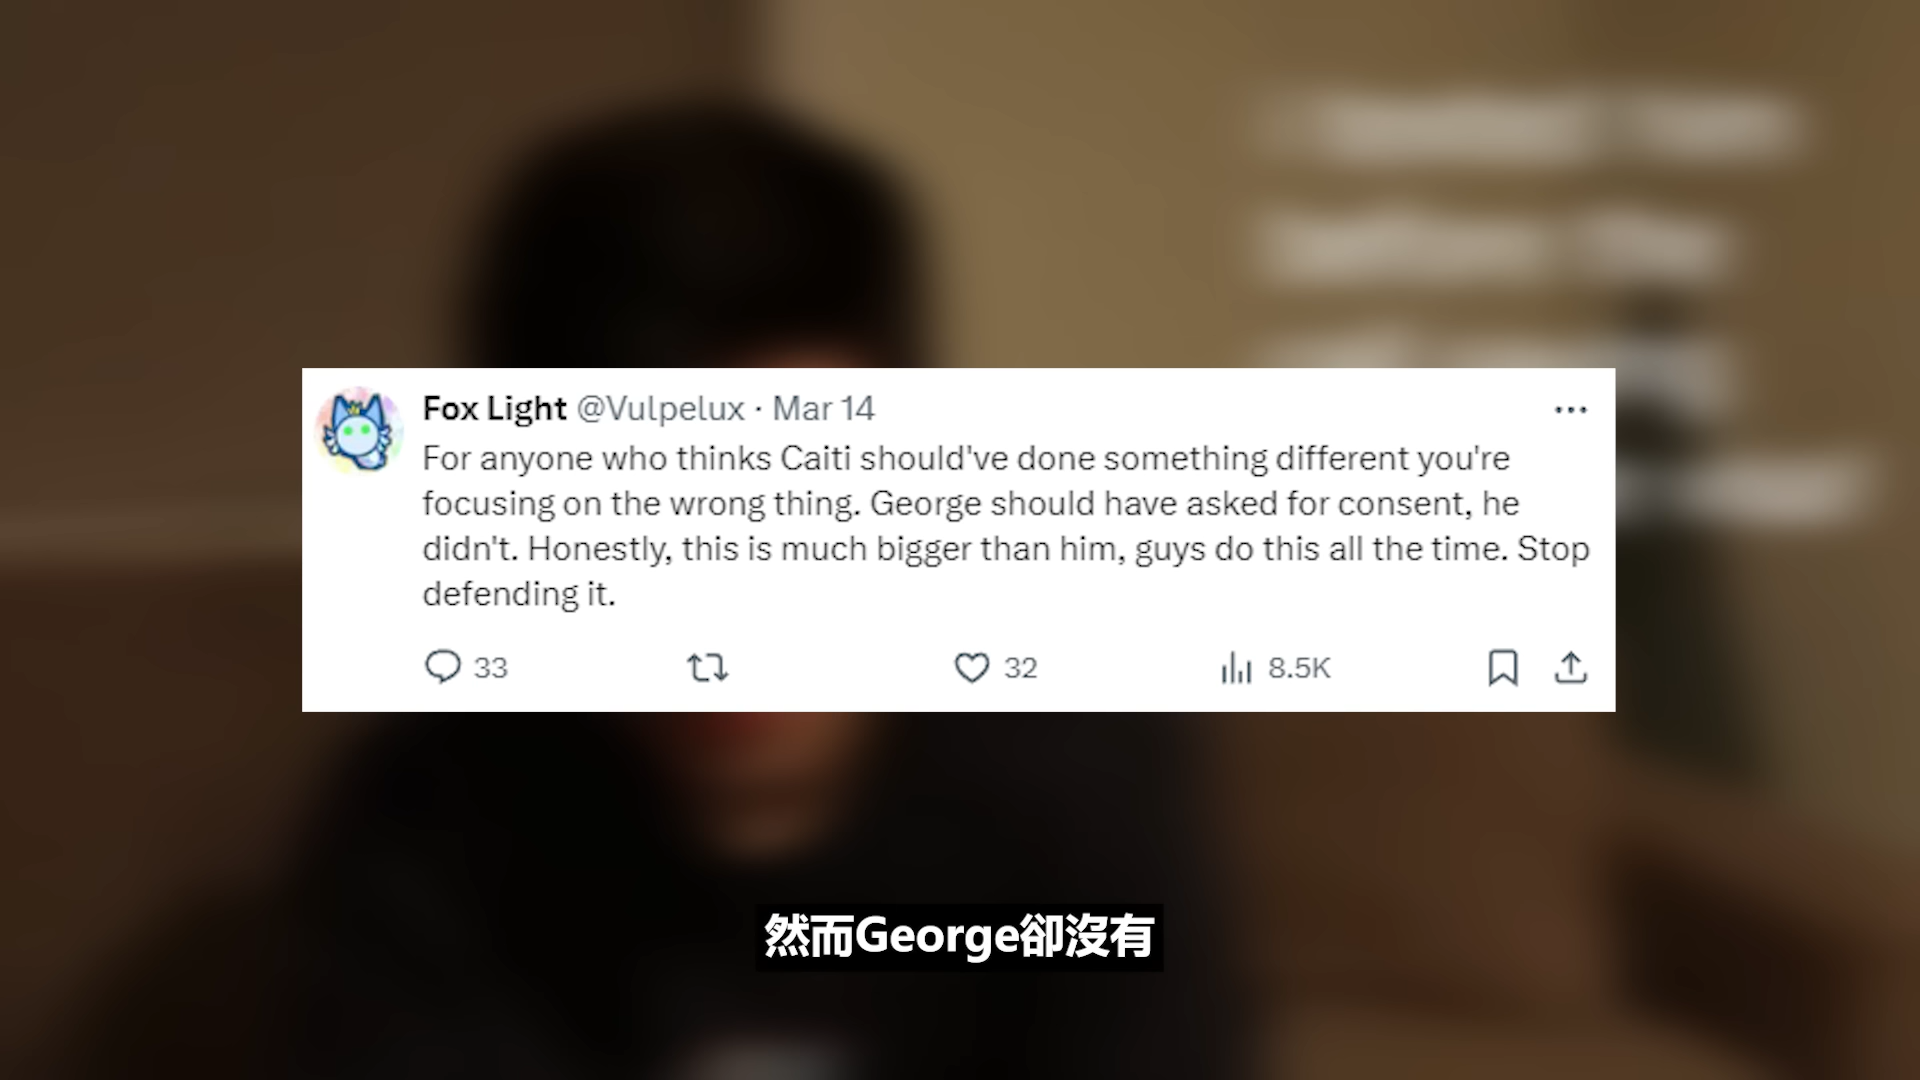 Fox Light @Vulpelux · Mar 14
For anyone who thinks Caiti should've done something different you're
focusing on the wrong thing. George should have asked for consent, he
didn't. Honestly, this is much bigger than him, guys do this all the time. Stop
defending it.
33 32 8.5K
然而George卻沒有